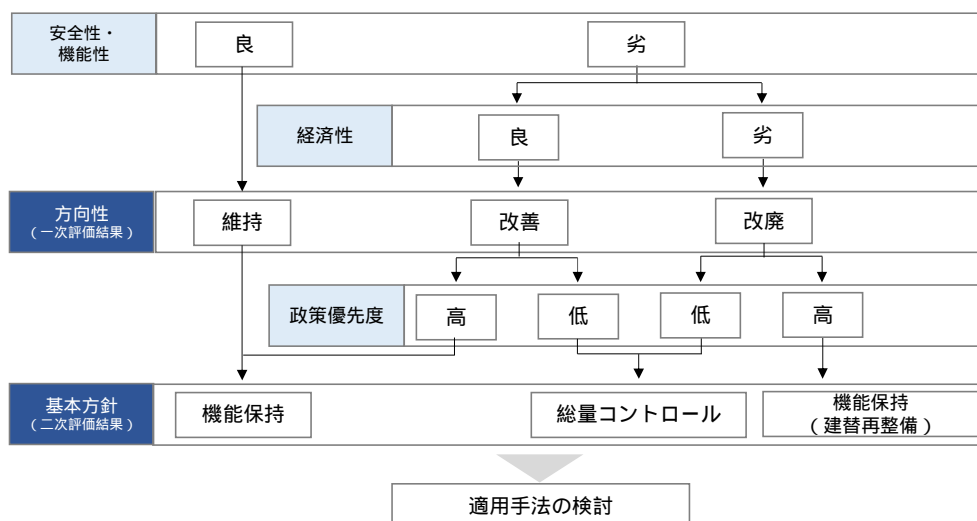 安全性・
機能性
良
劣
経済性
良
劣
方向性
（一次評価結果）
維持
改善
改廃
政策優先度
高
低
低
高
基本方針
（二次評価結果）
機能保持
総量コントロール
機能保持
（建替再整備）
適用手法の検討